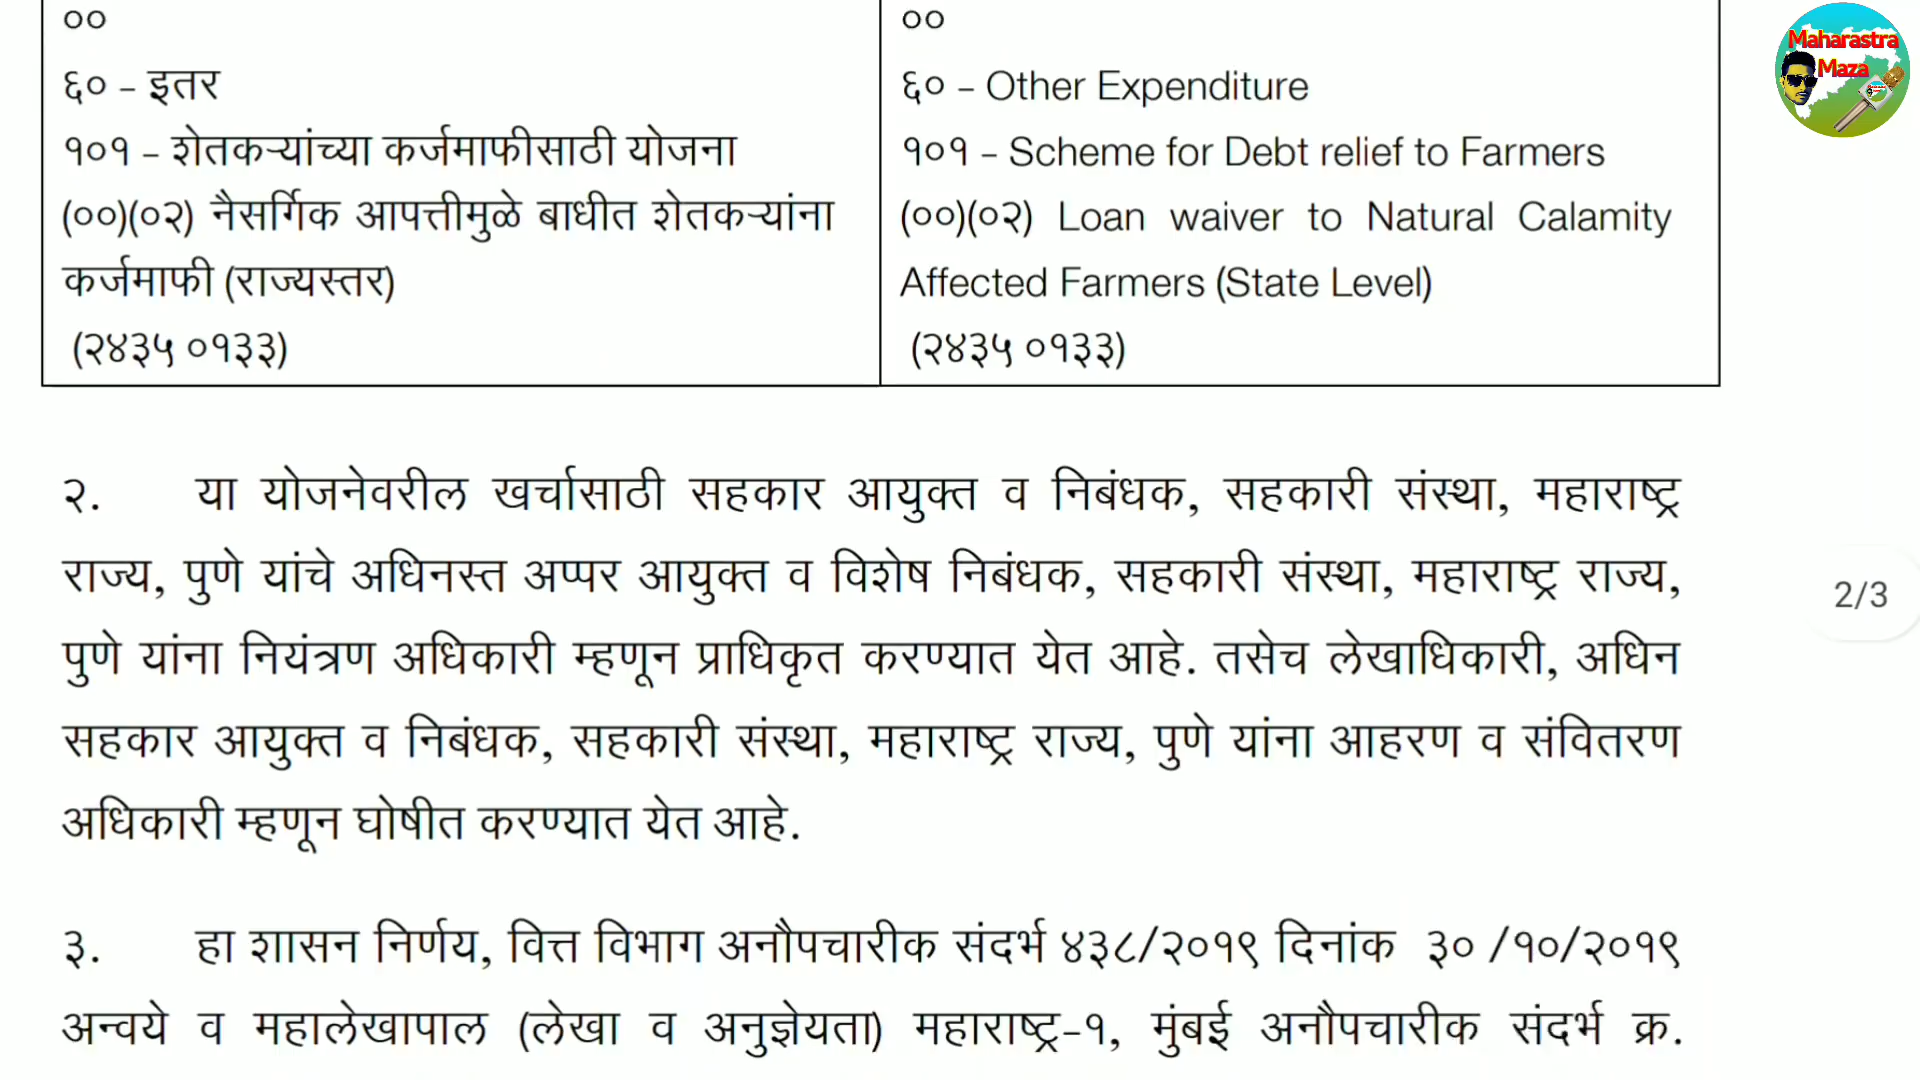 ००
६० – इतर
१०१ – शेतकऱ्यांच्या कर्जमाफीसाठी योजना
(००)(०२) नैसर्गिक आपत्तीमुळे बाधीत शेतकऱ्यांना
कर्जमाफी (राज्यस्तर)
(२४३५ ०१३३)
००
६० – Other Expenditure
१०१ – Scheme for Debt relief to Farmers
(००)(०२) Loan waiver to Natural Calamity
Affected Farmers (State Level)
(२४३५ ०१३३)
Maharastra
Maza
२. या योजनेवरील खर्चासाठी सहकार आयुक्त व निबंधक, सहकारी संस्था, महाराष्ट्र
राज्य, पुणे यांचे अधिनस्त अप्पर आयुक्त व विशेष निबंधक, सहकारी संस्था, महाराष्ट्र राज्य,
पुणे यांना नियंत्रण अधिकारी म्हणून प्राधिकृत करण्यात येत आहे. तसेच लेखाधिकारी, अधिन
सहकार आयुक्त व निबंधक, सहकारी संस्था, महाराष्ट्र राज्य, पुणे यांना आहरण व संवितरण
अधिकारी म्हणून घोषीत करण्यात येत आहे.
2/3
३. हा शासन निर्णय, वित्त विभाग अनौपचारीक संदर्भ ४३८/२०१९ दिनांक ३० /१०/२०१९
अन्वये व महालेखापाल (लेखा व अनुज्ञेयता) महाराष्ट्र-१, मुंबई अनौपचारीक संदर्भ क्र.